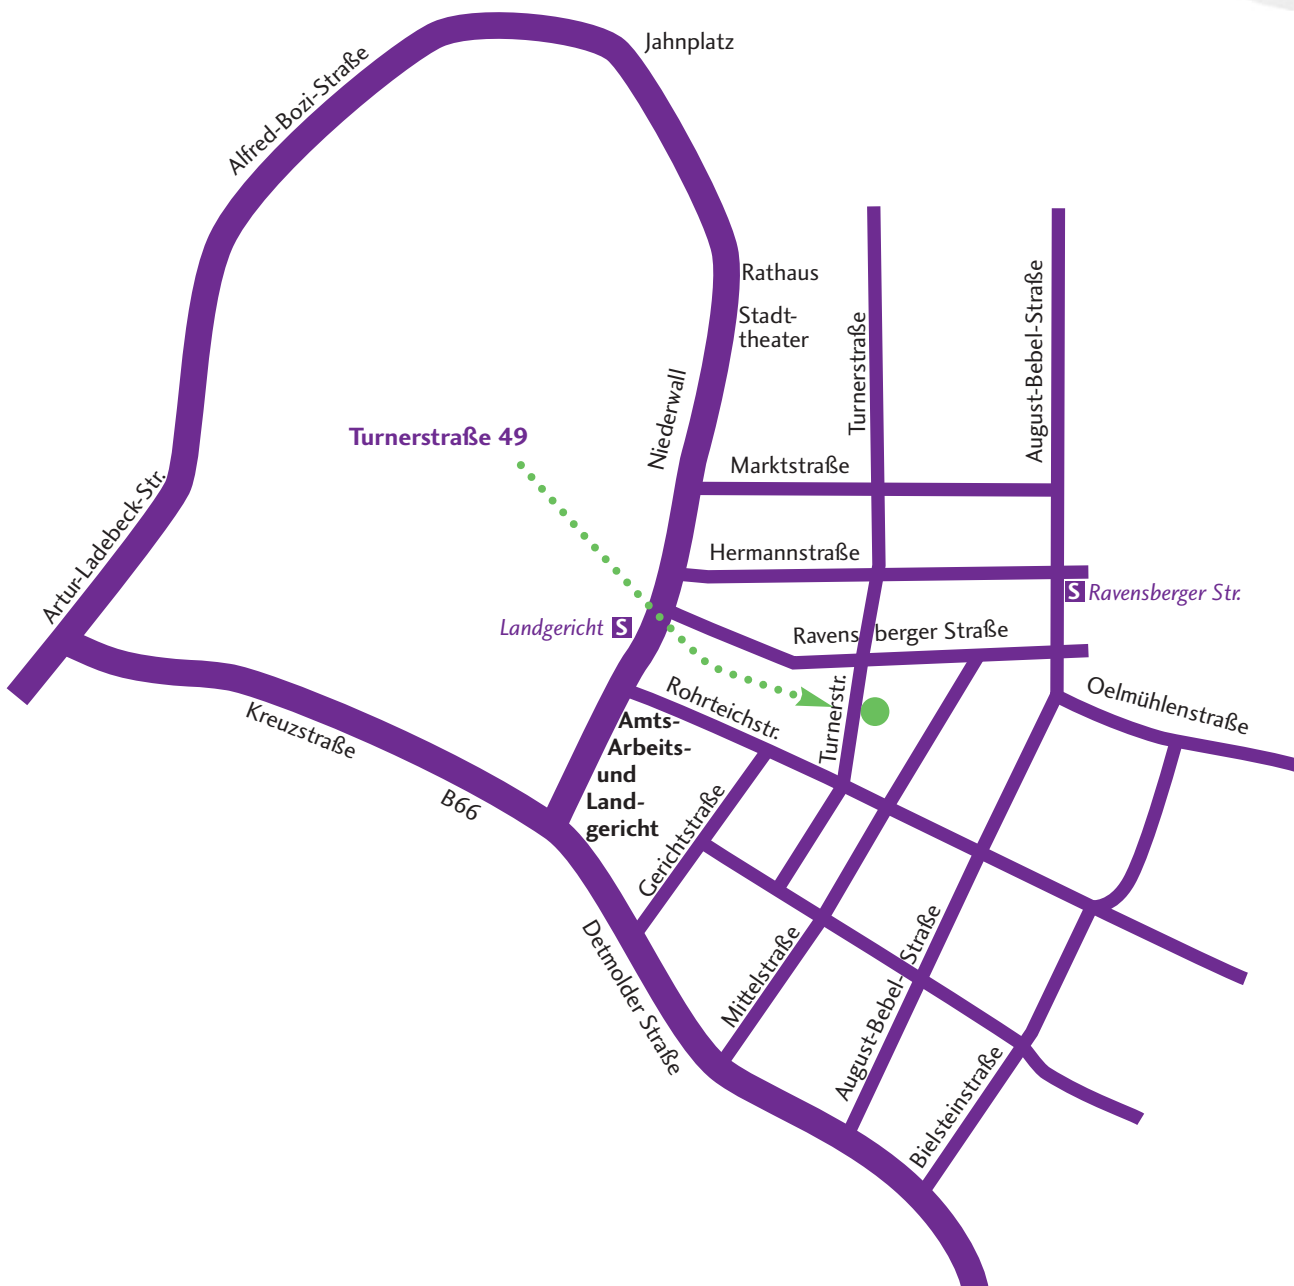 Jahnplatz
Alfred-Bozi-Straße
Rathaus
Stadt-
theater
Turnerstraße
August-Bebel-Straße
Niederwall
Turnerstraße 49
Marktstraße
Artur-Ladebeck-Str.
Hermannstraße
S Ravensberger Str.
Landgericht S
Ravensberger Straße
Rohrteichstr.
Turnerstr.
Oelmühlenstraße
Kreuzstraße
Amts-
Arbeits-
und
Land-
gericht
B66
Gerichtstraße
Detmolder Straße
Mittelstraße
August-Bebel-Straße
Bielsteinstraße